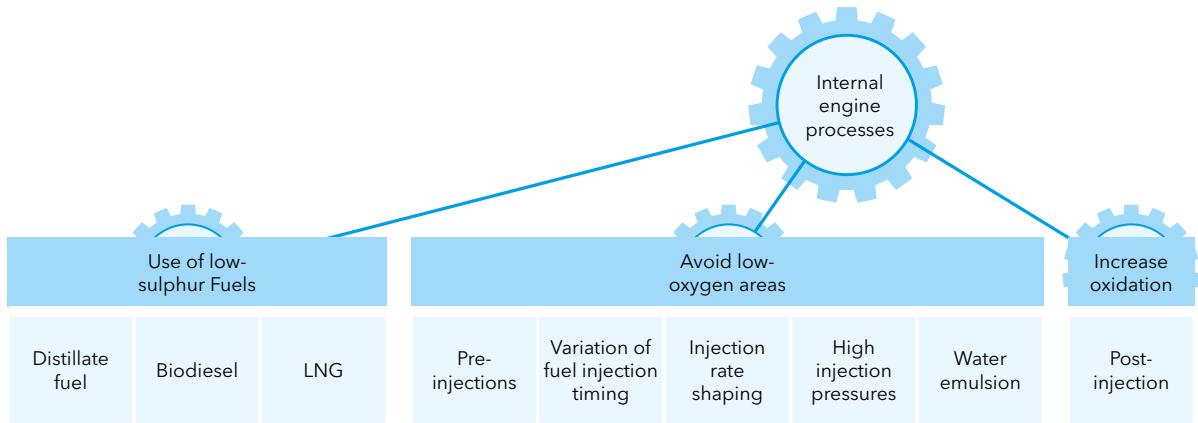 Internal
engine
processes
Use of low-
sulphur Fuels
Avoid low-
oxygen areas
Increase
oxidation
Distillate
fuel
Biodiesel
LNG
Pre-
injections
Variation of
fuel injection
timing
Injection
rate
shaping
High
injection
pressures
Water
emulsion
Post-
injection